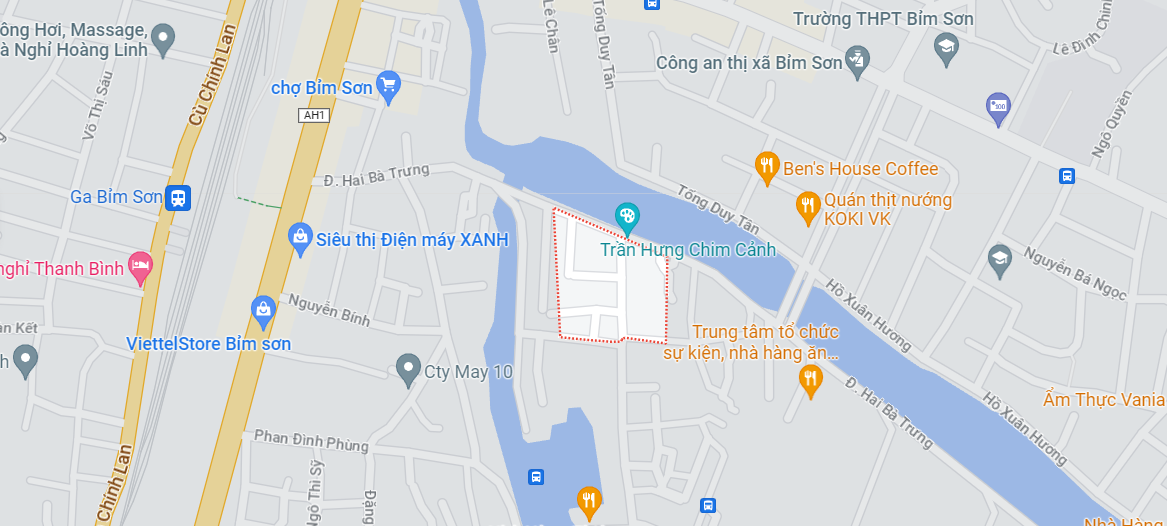 ông Hơi, Massage,
à Nghỉ Hoàng Linh
Cù Chính Lan
Lê Chân
Tống Duy Tân
Trường THPT Bỉm Sơn
Lê Đình Chinh
Công an thị xã Bỉm Sơn
chợ Bỉm Sơn
AH1
Võ Thị Sáu
Ngô Quyền
Đ. Hai Bà Trưng
Ben's House Coffee
Ga Bỉm Sơn
Tống Duy Tân
Quán thịt nướng
KOKI VK
Siêu thị Điện máy XANH
Trần Hưng Chim Cảnh
nghỉ Thanh Bình
Nguyễn Bá Ngọc
Hồ Xuân Hương
Nguyễn Bính
an Kết
ViettelStore Bỉm sơn
Trung tâm tổ chức
sự kiện, nhà hàng ăn...
h
Cty May 10
Đ. Hai Bà Trưng
Ẩm Thực Vania
Hồ Xuân Hương
Phan Đình Phùng
Chính Lan
Ngô Thì Sỹ
Đặng
Nhà Hàng